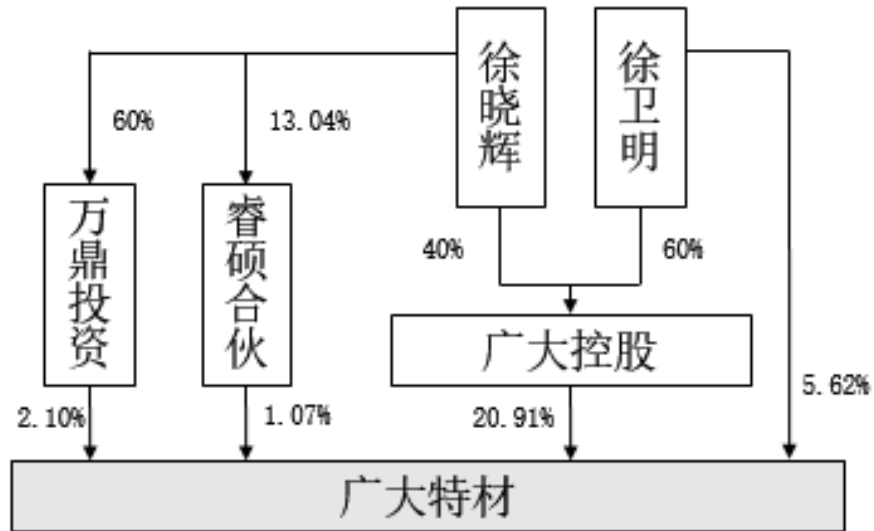 徐晓辉
徐卫明
60%
13.04%
万鼎投资
睿硕合伙
40%
60%
广大控股
2.10%
1.07%
20.91%
5.62%
广大特材